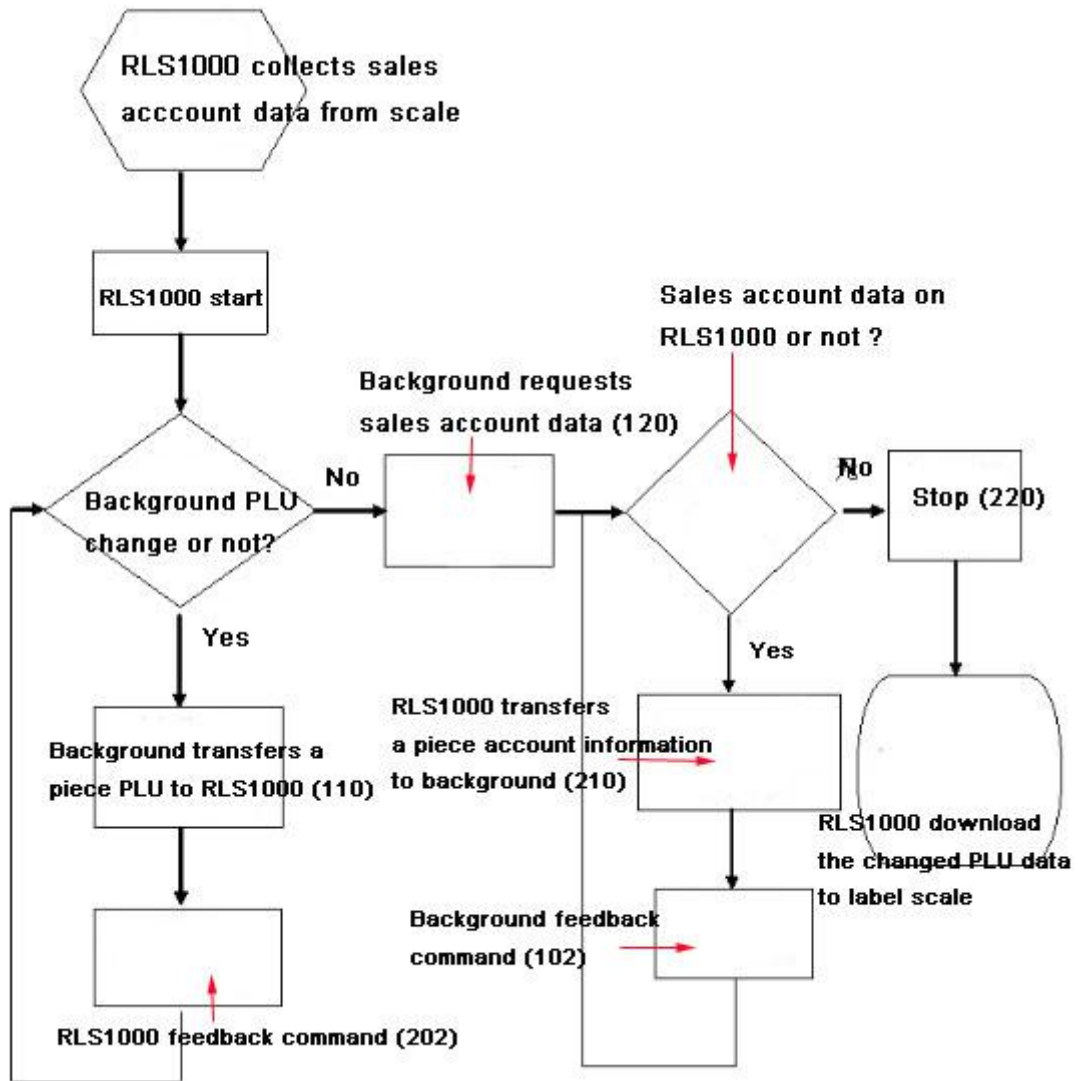 RLS1000 collects sales
acccount data from scale
RLS1000 start
Sales account data on
RLS1000 or not ?
Background requests
sales account data (120)
Background PLU
change or not?
No
No
Stop (220)
Yes
Yes
Background transfers a
piece PLU to RLS1000 (110)
RLS1000 transfers
a piece account information
to background (210)
RLS1000 download
the changed PLU data
to label scale
Background feedback
command (102)
RLS1000 feedback command (202)